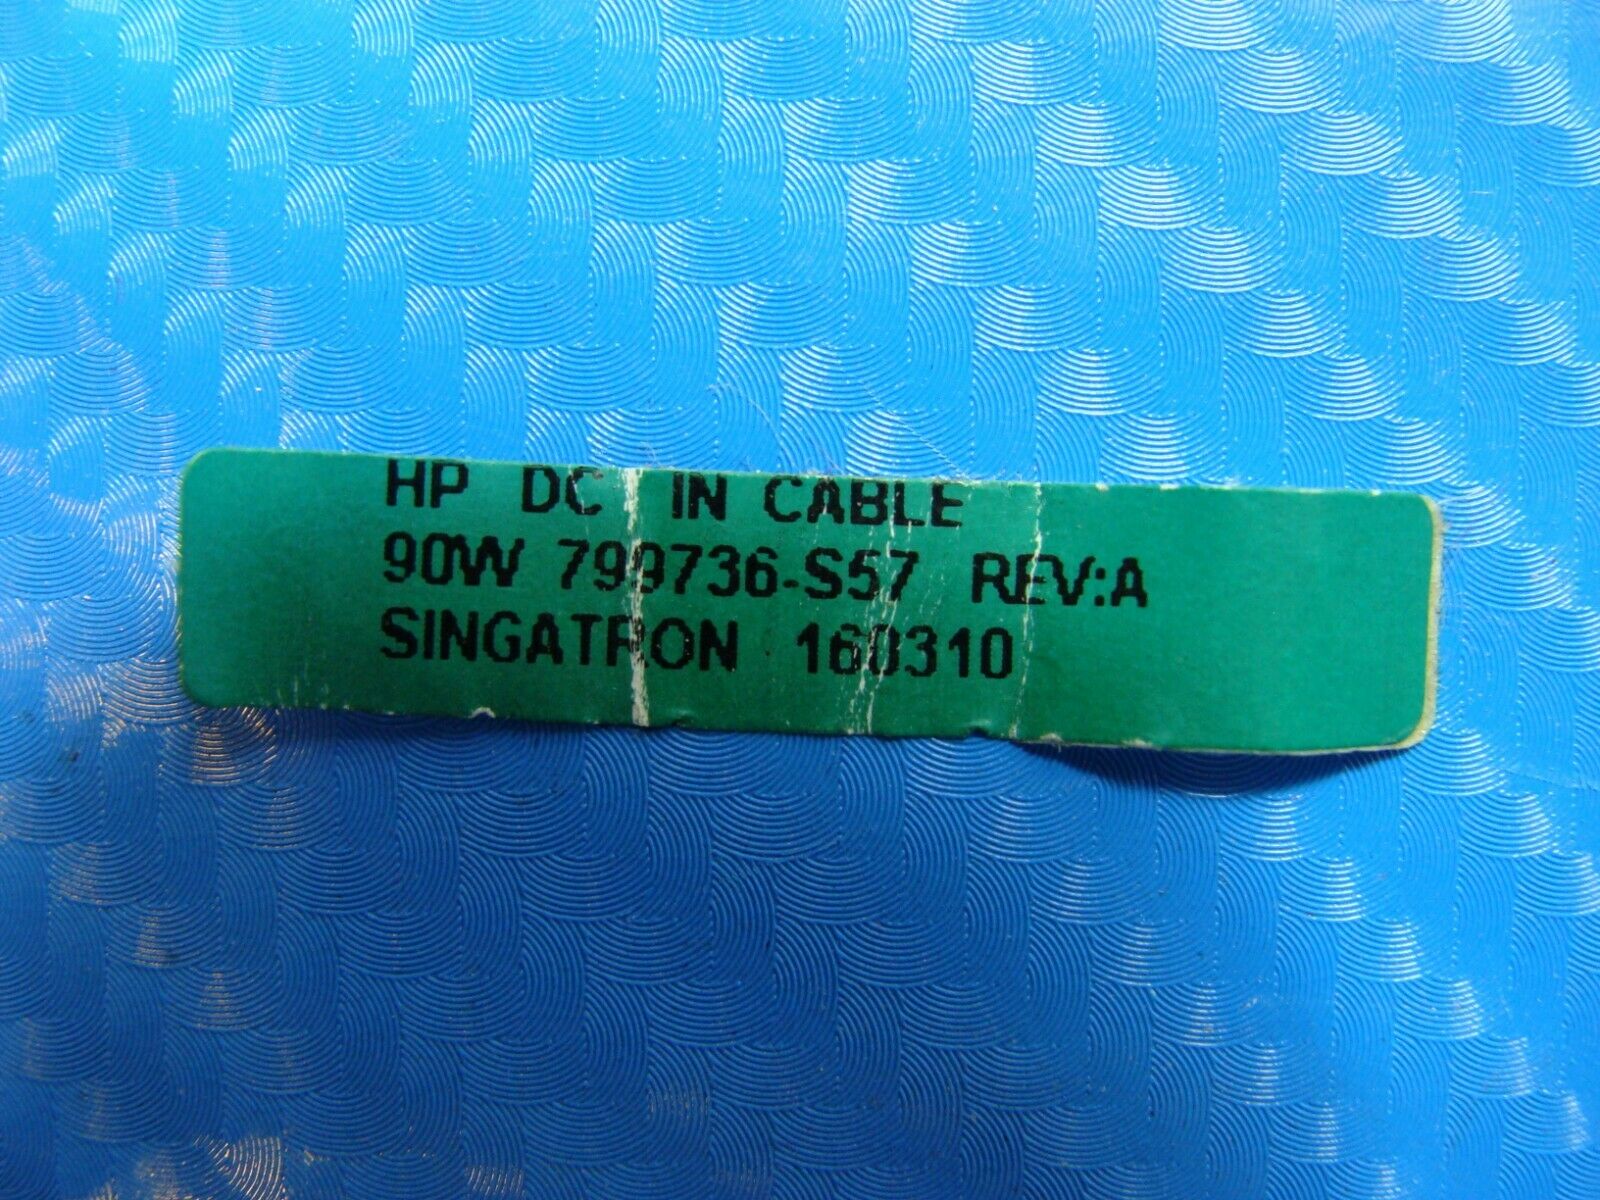 HP DC IN CABLE
90W 799736-S57 REV:A
SINGATRON 160310